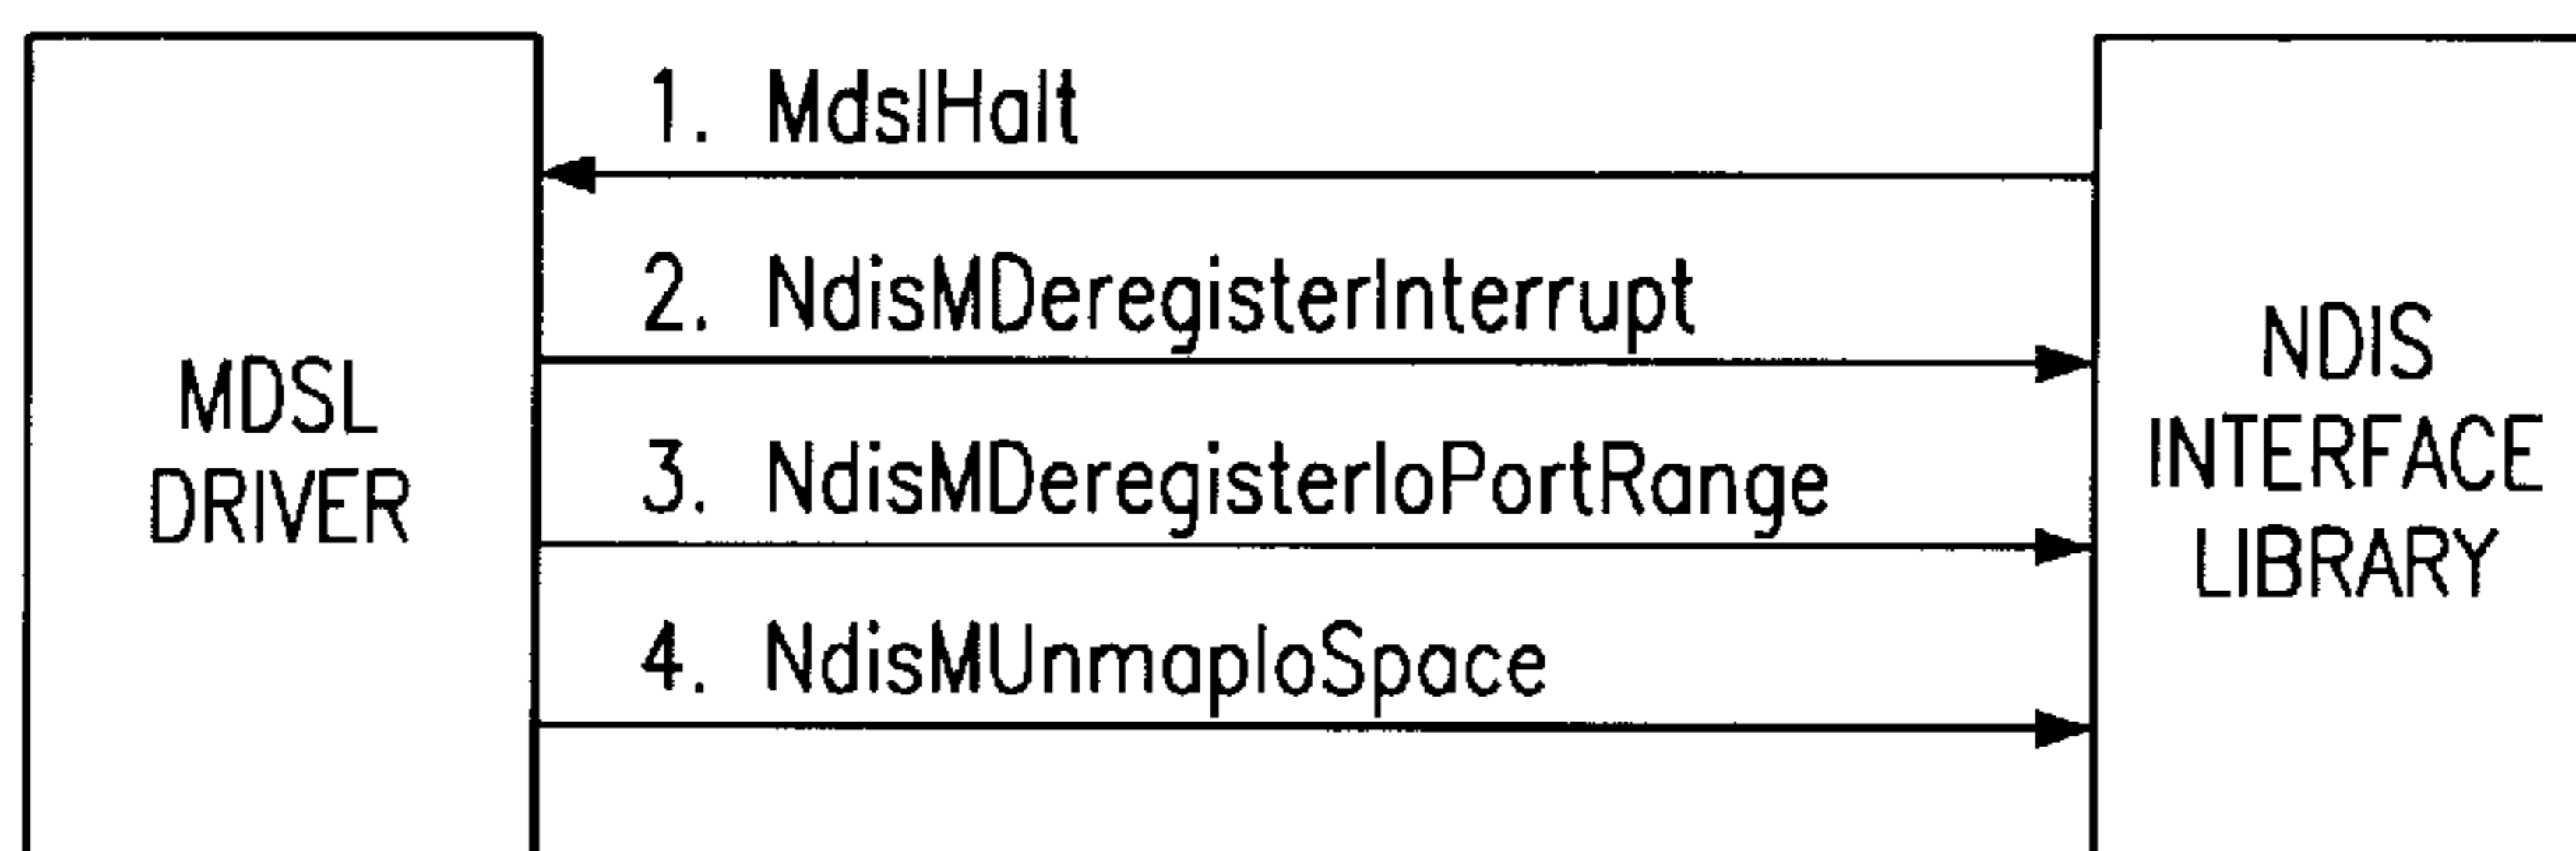 1. MdslHalt
2. NdisMDeregisterInterrupt
3. NdisMDeregisterIoPortRange
4. NdisMUnmapIoSpace
MDSL
DRIVER
NDIS
INTERFACE
LIBRARY